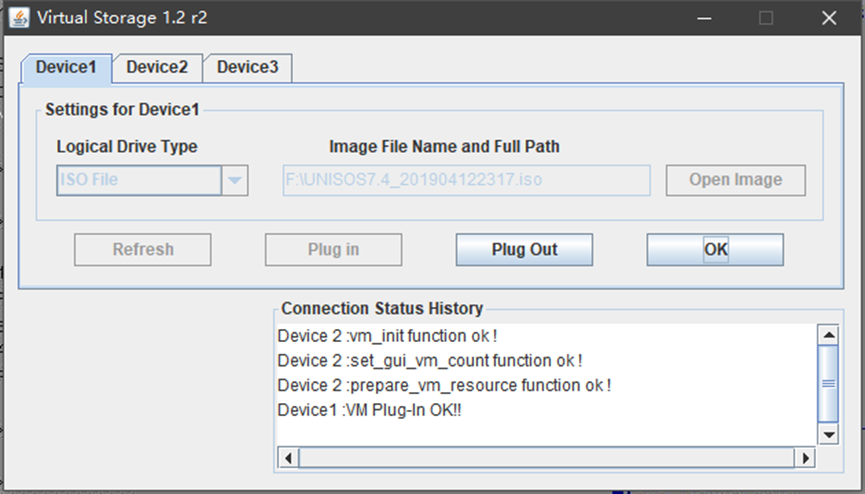 Virtual Storage 1.2 r2
Device1 Device2 Device3
Settings for Device1
Logical Drive Type Image File Name and Full Path
ISO File F:\UNISOS7.4_201904122317.iso Open Image
Refresh Plug in Plug Out OK
Connection Status History
Device 2 :vm_init function ok !
Device 2 :set_gui_vm_count function ok !
Device 2 :prepare_vm_resource function ok !
Device1 :VM Plug-In OK!!